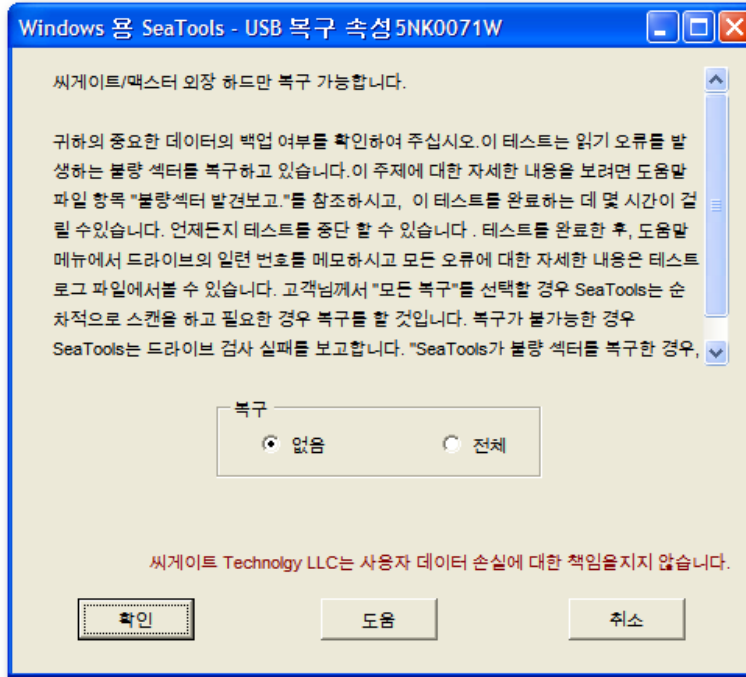 Windows 용 SeaTools - USB 복구 속성5NK0071W
씨게이트/맥스터 외장 하드만 복구 가능합니다.
귀하의 중요한 데이터의 백업 여부를 확인하여 주십시오.이 테스트는 읽기 오류를 발
생하는 불량 섹터를 복구하고 있습니다.이 주제에 대한 자세한 내용을 보려면 도움말
파일 항목 "불량섹터 발견보고."를 참조하시고, 이 테스트를 완료하는 데 몇 시간이 걸
릴 수있습니다. 언제든지 테스트를 중단 할 수 있습니다 . 테스트를 완료한 후, 도움말
메뉴에서 드라이브의 일련 번호를 메모하시고 모든 오류에 대한 자세한 내용은 테스트
로그 파일에서볼 수 있습니다. 고객님께서 "모든 복구"를 선택할 경우 SeaTools는 순
차적으로 스캔을 하고 필요한 경우 복구를 할 것입니다. 복구가 불가능한 경우
SeaTools는 드라이브 검사 실패를 보고합니다. "SeaTools가 불량 섹터를 복구한 경우,
복구
없음 전체
씨게이트 Technolgy LLC는 사용자 데이터 손실에 대한 책임을지지 않습니다.
확인 도움 취소